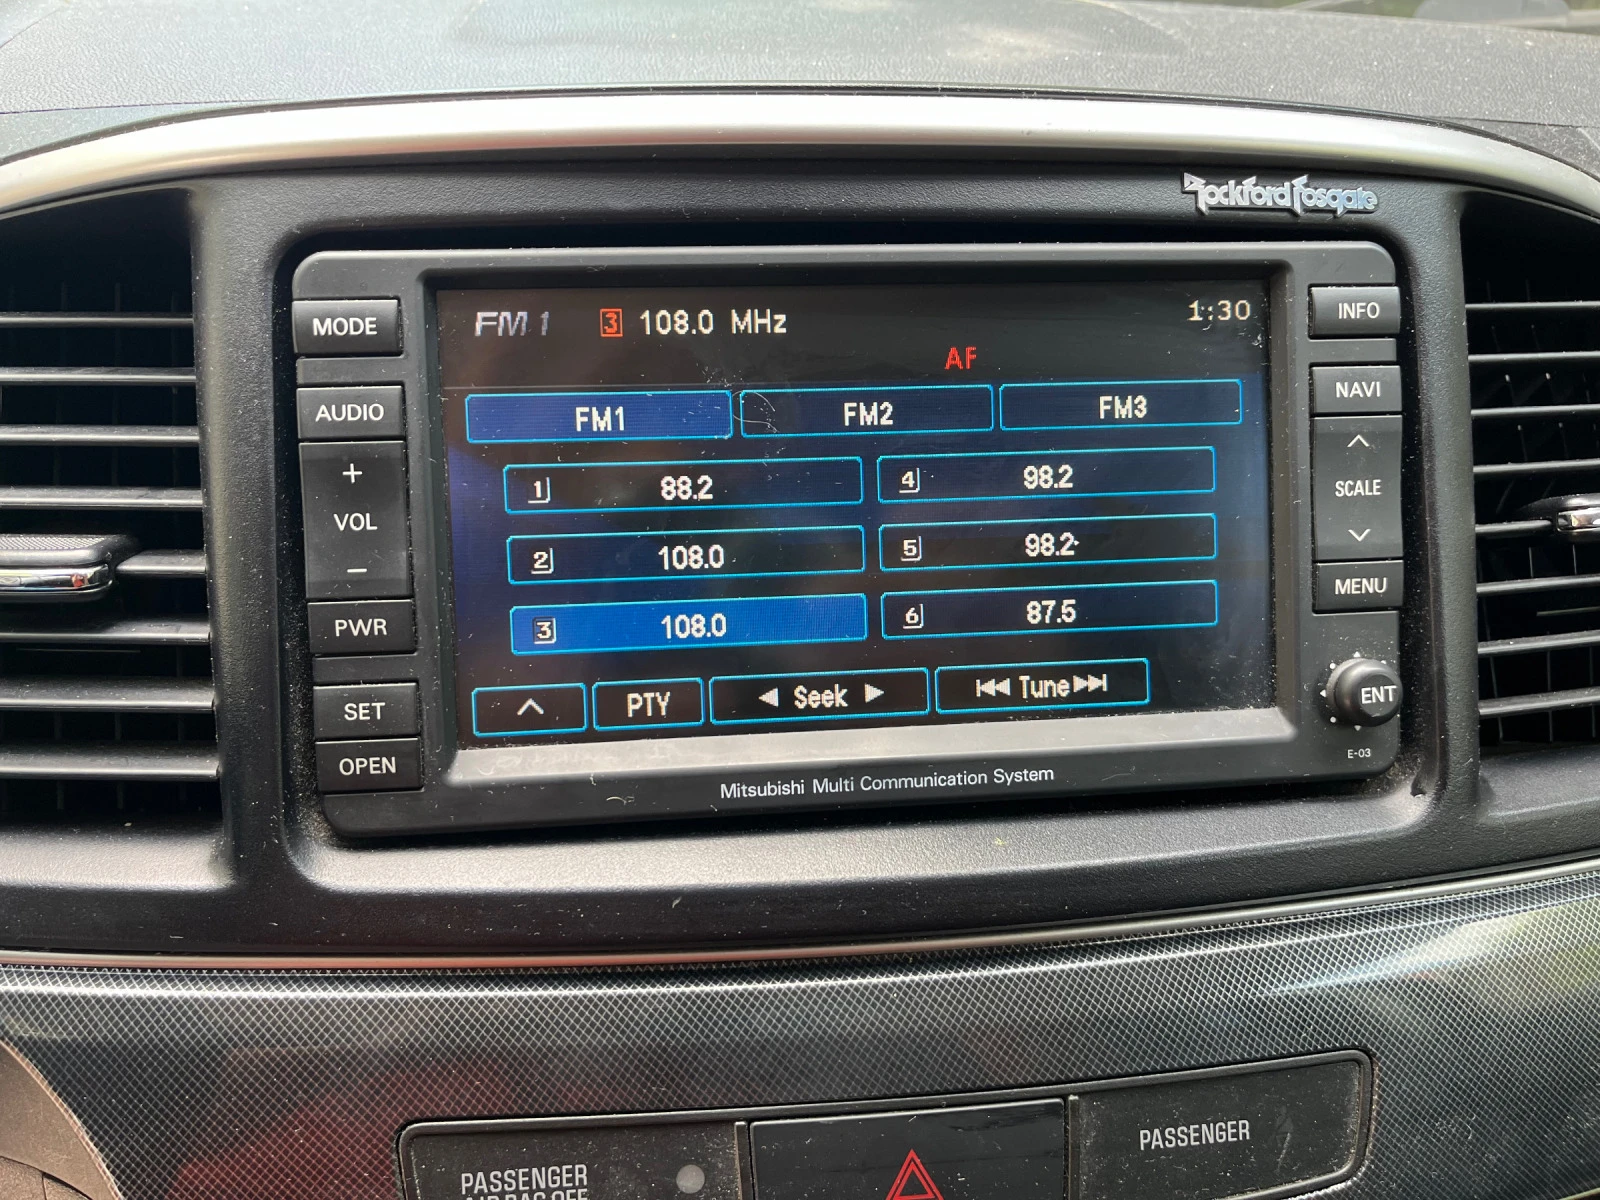 Rockford Fosgate
MODE
FM 1 3 108.0 MHz 1:30
INFO
AF
AUDIO
FM1 FM2 FM3
NAVI
+
VOL
−
1 88.2 4 98.2
SCALE
2 108.0 5 98.2
PWR
3 108.0 6 87.5
MENU
SET
PTY ◀ Seek ▶ ⏮ Tune ⏭
ENT
OPEN
E-03
Mitsubishi Multi Communication System
PASSENGER
AIRBAG OFF
PASSENGER